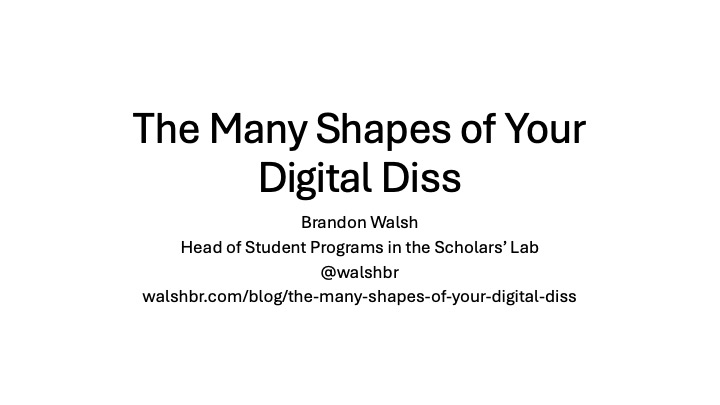 The Many Shapes of Your
Digital Diss
Brandon Walsh
Head of Student Programs in the Scholars’ Lab
@walshbr
walshbr.com/blog/the-many-shapes-of-your-digital-diss